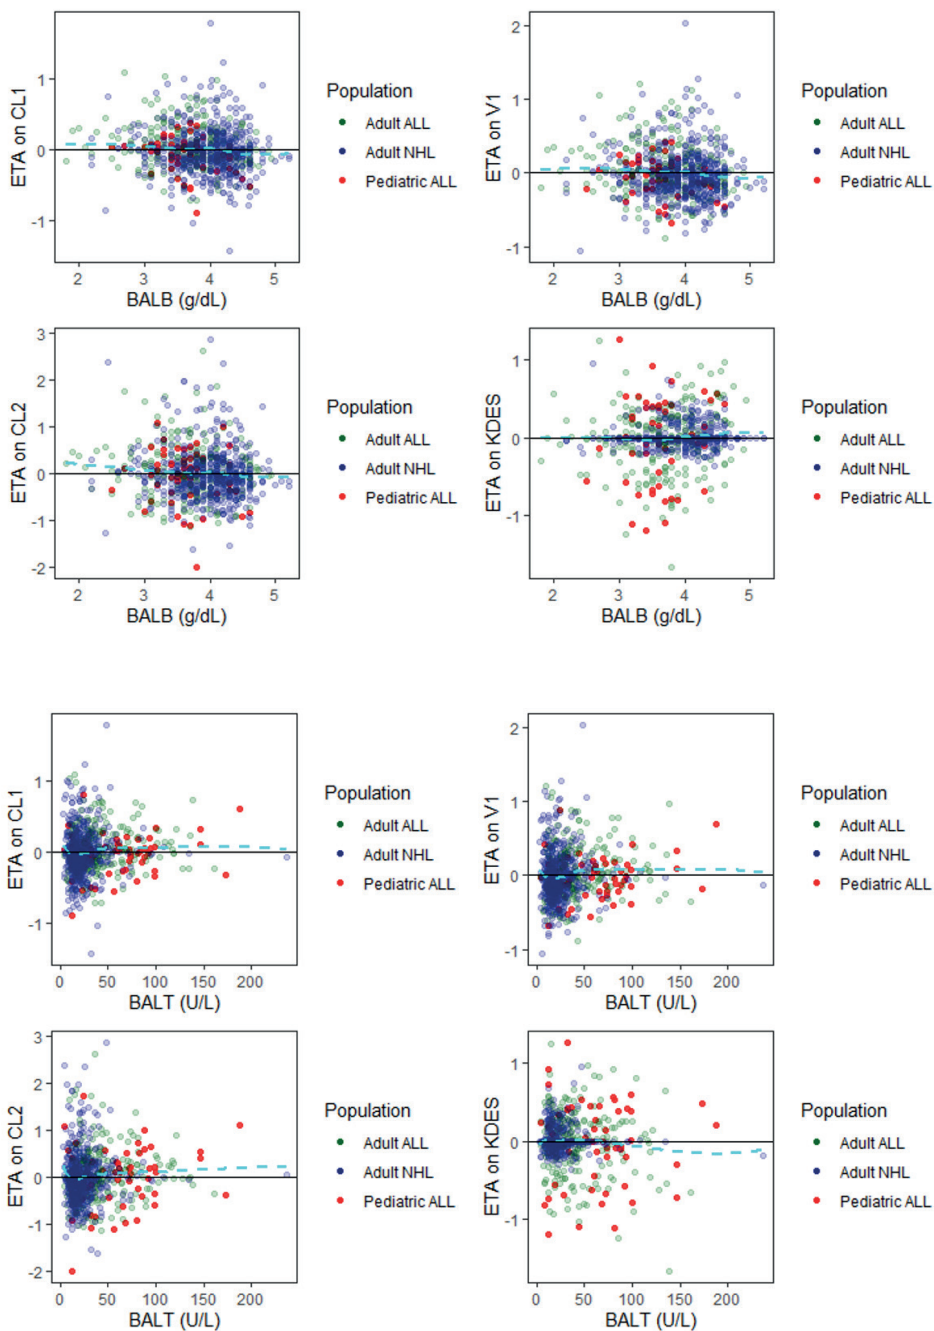 ETA on CL1
1
0
-1
2
3
4
5
BALB (g/dL)
Population
Adult ALL
Adult NHL
Pediatric ALL
ETA on V1
2
1
0
-1
2
3
4
5
BALB (g/dL)
Population
Adult ALL
Adult NHL
Pediatric ALL
ETA on CL2
3
2
1
0
-1
-2
2
3
4
5
BALB (g/dL)
Population
Adult ALL
Adult NHL
Pediatric ALL
ETA on KDES
1
0
-1
2
3
4
5
BALB (g/dL)
Population
Adult ALL
Adult NHL
Pediatric ALL
ETA on CL1
1
0
-1
0
50
100
150
200
BALT (U/L)
Population
Adult ALL
Adult NHL
Pediatric ALL
ETA on V1
2
1
0
-1
0
50
100
150
200
BALT (U/L)
Population
Adult ALL
Adult NHL
Pediatric ALL
ETA on CL2
3
2
1
0
-1
-2
0
50
100
150
200
BALT (U/L)
Population
Adult ALL
Adult NHL
Pediatric ALL
ETA on KDES
1
0
-1
0
50
100
150
200
BALT (U/L)
Population
Adult ALL
Adult NHL
Pediatric ALL